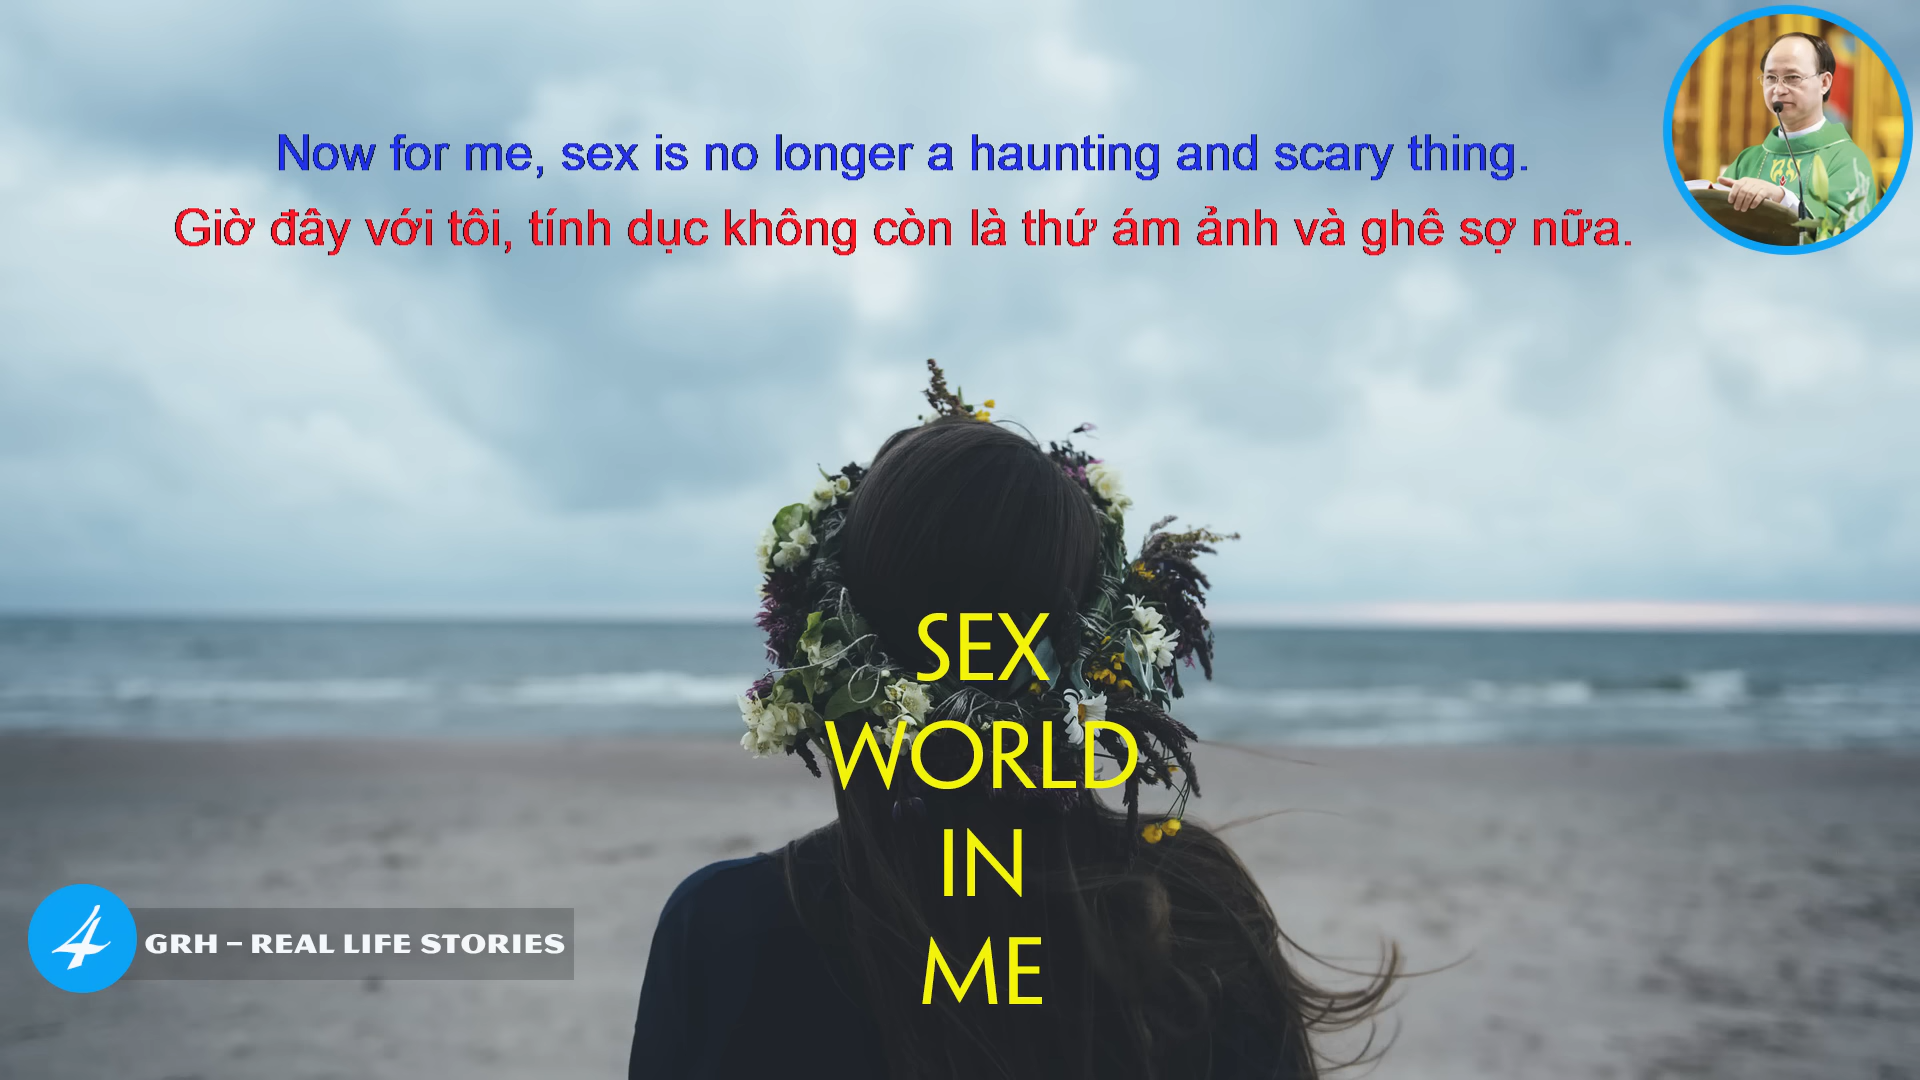 Now for me, sex is no longer a haunting and scary thing.
Giờ đây với tôi, tính dục không còn là thứ ám ảnh và ghê sợ nữa.
SEX
WORLD
IN
ME
4 GRH – REAL LIFE STORIES